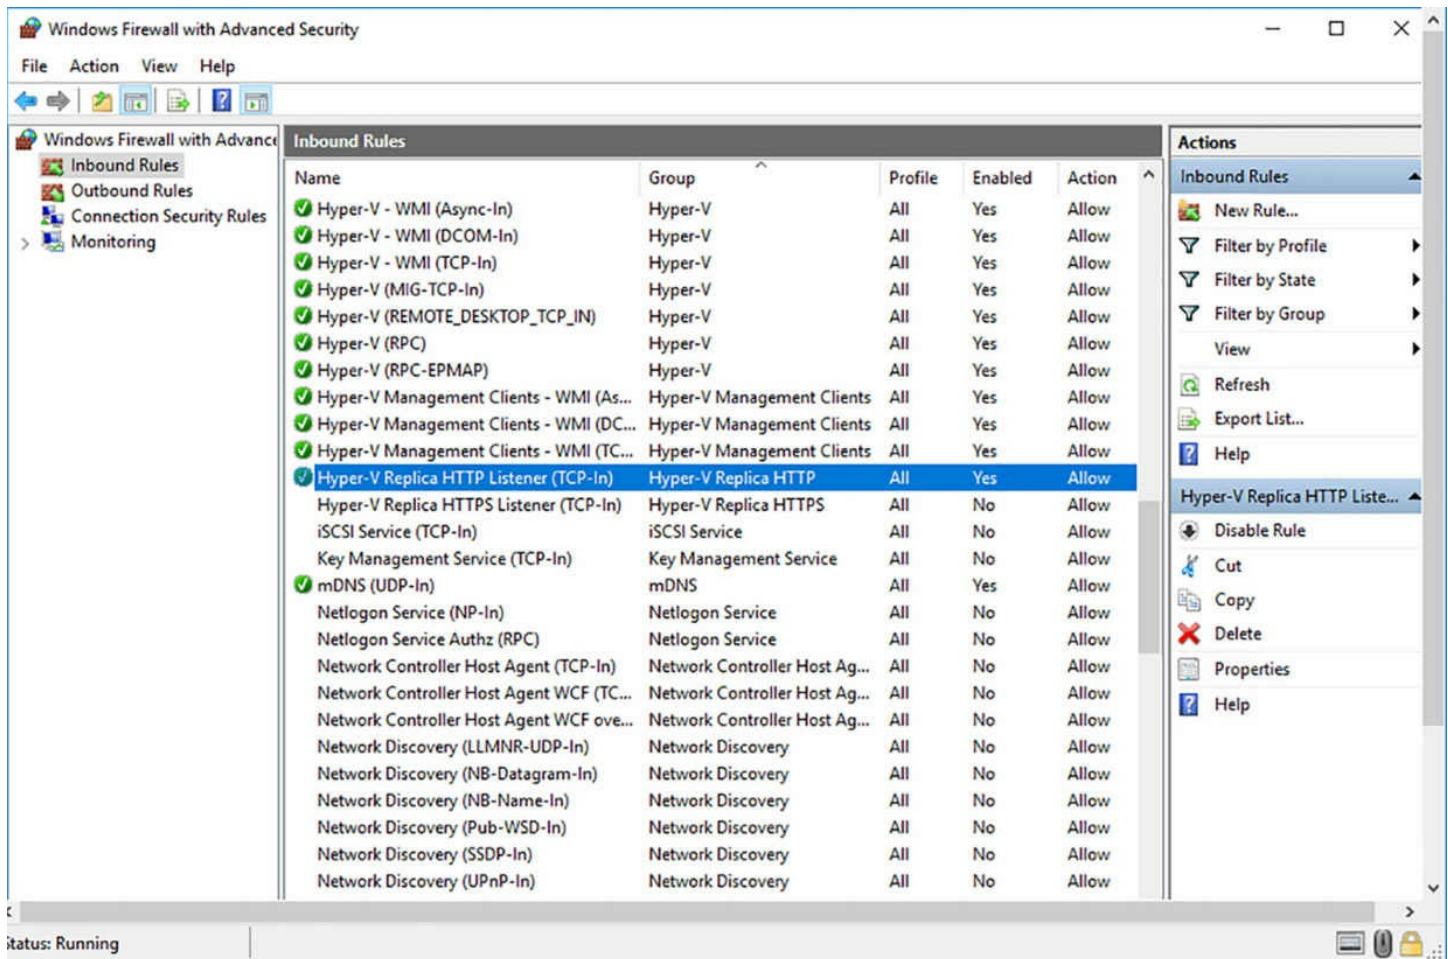 Windows Firewall with Advanced Security
File Action View Help
Windows Firewall with Advance
Inbound Rules
Outbound Rules
Connection Security Rules
Monitoring
Inbound Rules
Name Group Profile Enabled Action
Hyper-V - WMI (Async-In) Hyper-V All Yes Allow
Hyper-V - WMI (DCOM-In) Hyper-V All Yes Allow
Hyper-V - WMI (TCP-In) Hyper-V All Yes Allow
Hyper-V (MIG-TCP-In) Hyper-V All Yes Allow
Hyper-V (REMOTE_DESKTOP_TCP_IN) Hyper-V All Yes Allow
Hyper-V (RPC) Hyper-V All Yes Allow
Hyper-V (RPC-EPMAP) Hyper-V All Yes Allow
Hyper-V Management Clients - WMI (As... Hyper-V Management Clients All Yes Allow
Hyper-V Management Clients - WMI (DC... Hyper-V Management Clients All Yes Allow
Hyper-V Management Clients - WMI (TC... Hyper-V Management Clients All Yes Allow
Hyper-V Replica HTTP Listener (TCP-In) Hyper-V Replica HTTP All Yes Allow
Hyper-V Replica HTTPS Listener (TCP-In) Hyper-V Replica HTTPS All No Allow
iSCSI Service (TCP-In) iSCSI Service All No Allow
Key Management Service (TCP-In) Key Management Service All No Allow
mDNS (UDP-In) mDNS All Yes Allow
Netlogon Service (NP-In) Netlogon Service All No Allow
Netlogon Service Authz (RPC) Netlogon Service All No Allow
Network Controller Host Agent (TCP-In) Network Controller Host Ag... All No Allow
Network Controller Host Agent WCF (TC... Network Controller Host Ag... All No Allow
Network Controller Host Agent WCF ove... Network Controller Host Ag... All No Allow
Network Discovery (LLMNR-UDP-In) Network Discovery All No Allow
Network Discovery (NB-Datagram-In) Network Discovery All No Allow
Network Discovery (NB-Name-In) Network Discovery All No Allow
Network Discovery (Pub-WSD-In) Network Discovery All No Allow
Network Discovery (SSDP-In) Network Discovery All No Allow
Network Discovery (UPnP-In) Network Discovery All No Allow
Actions
Inbound Rules
New Rule...
Filter by Profile
Filter by State
Filter by Group
View
Refresh
Export List...
Help
Hyper-V Replica HTTP Liste...
Disable Rule
Cut
Copy
Delete
Properties
Help
Status: Running